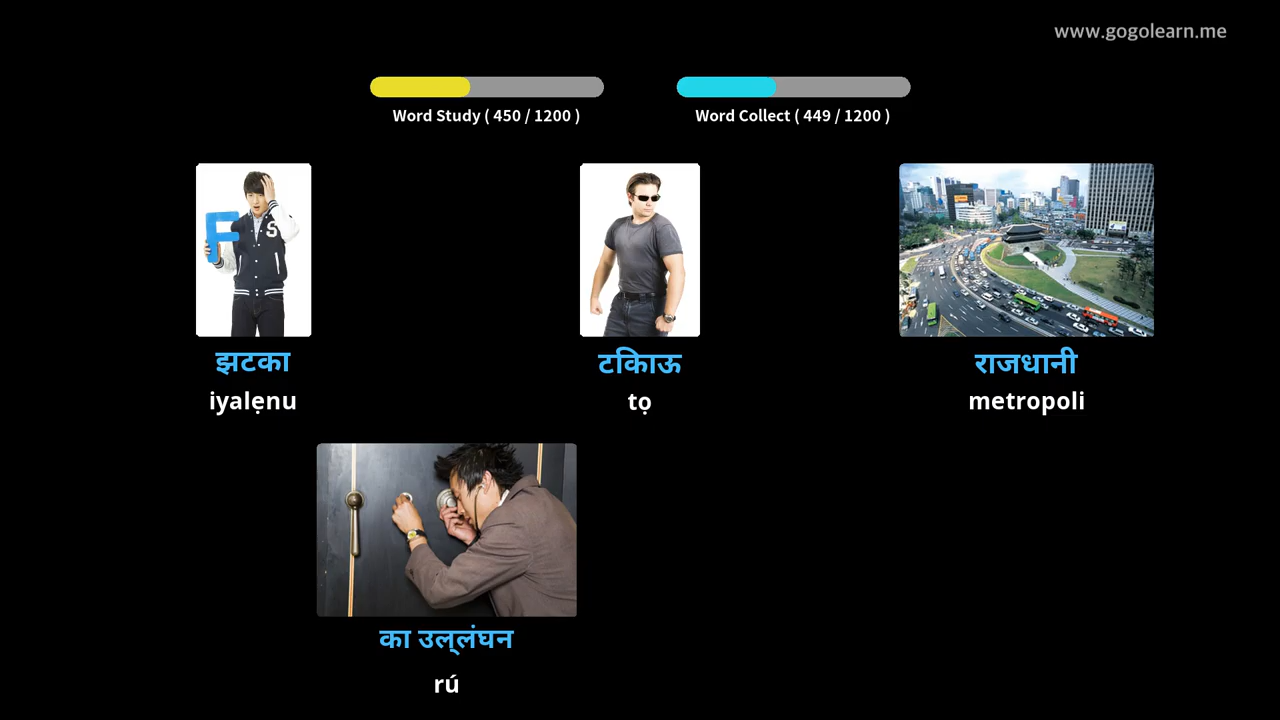 www.gogolearn.me
Word Study ( 450 / 1200 )
Word Collect ( 449 / 1200 )
F
S
झटका
iyalẹnu
टिकाऊ
tọ
राजधानी
metropoli
का उल्लंघन
rú